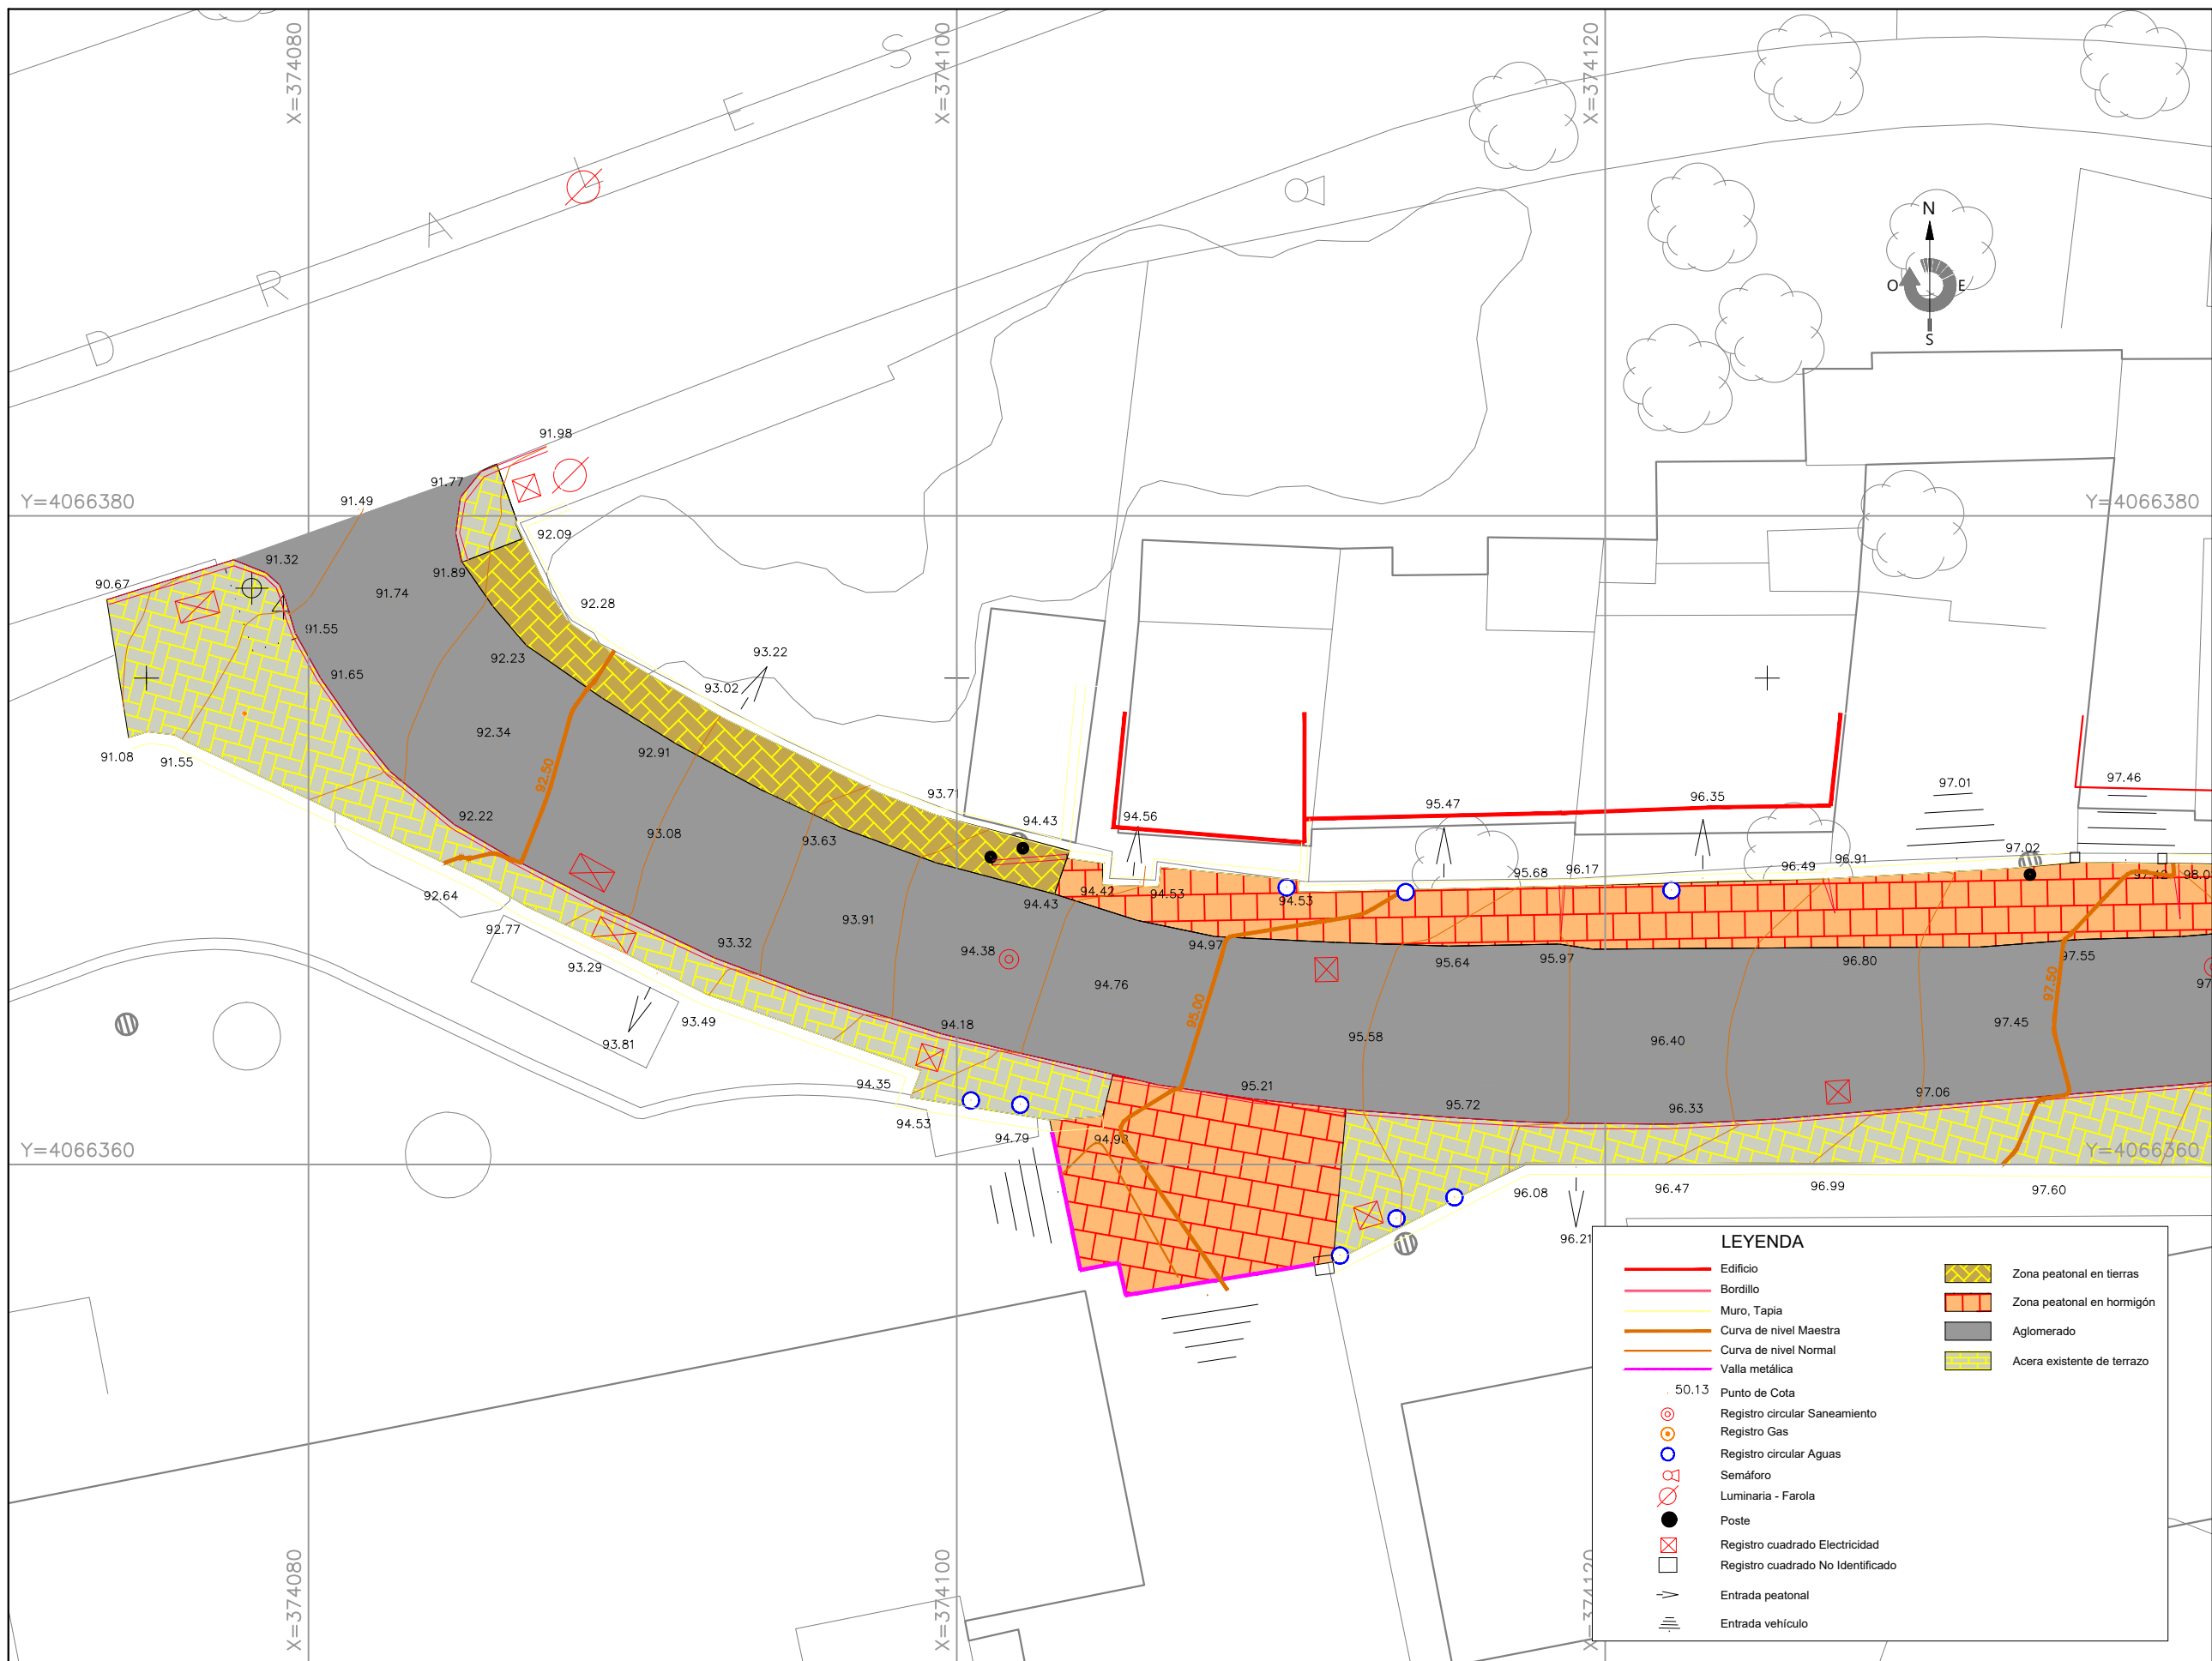 X=374080
X=374100
X=374120
D R A L E S
N
O E
S
Y=4066380
Y=4066380
91.98
91.77
91.49
92.09
91.32
91.89
90.67
91.74
92.28
91.55
92.23
93.22
91.65
93.02
92.34
92.91
91.08
91.55
92.50
93.71
94.43
94.56
95.47
96.35
97.01
97.46
92.22
93.08
93.63
97.02
96.91
96.49
96.17
95.68
94.42
94.53
94.53
94.43
92.64
93.91
92.77
93.32
94.38
94.97
95.64
95.97
96.80
97.55
93.29
94.76
95.00
97.50
97.45
93.49
94.18
95.58
96.40
93.81
94.35
95.21
95.72
96.33
97.06
94.53
94.79
94.93
Y=4066360
Y=4066360
96.08
96.47
96.99
97.60
96.21
LEYENDA
Edificio
Bordillo
Muro, Tapia
Curva de nivel Maestra
Curva de nivel Normal
Valla metálica
50.13 Punto de Cota
Registro circular Saneamiento
Registro Gas
Registro circular Aguas
Semáforo
Luminaria - Farola
Poste
Registro cuadrado Electricidad
Registro cuadrado No Identificado
Entrada peatonal
Entrada vehículo
Zona peatonal en tierras
Zona peatonal en hormigón
Aglomerado
Acera existente de terrazo
X=374080
X=374100
X=374120